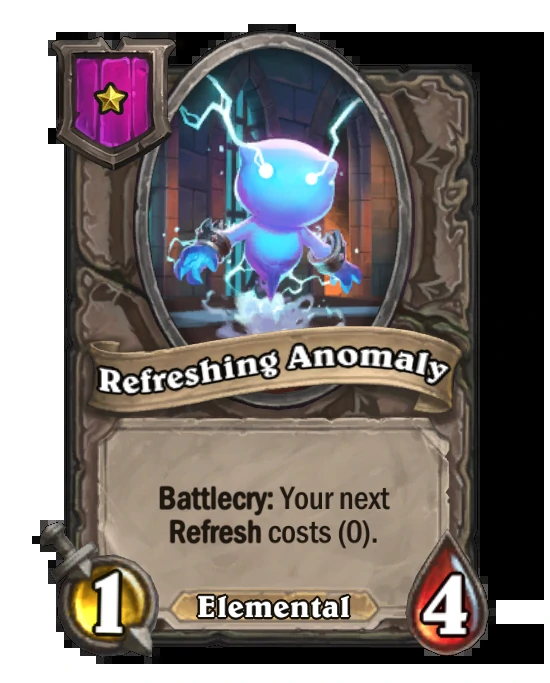 Refreshing Anomaly
Battlecry: Your next
Refresh costs (0).
1
Elemental
4